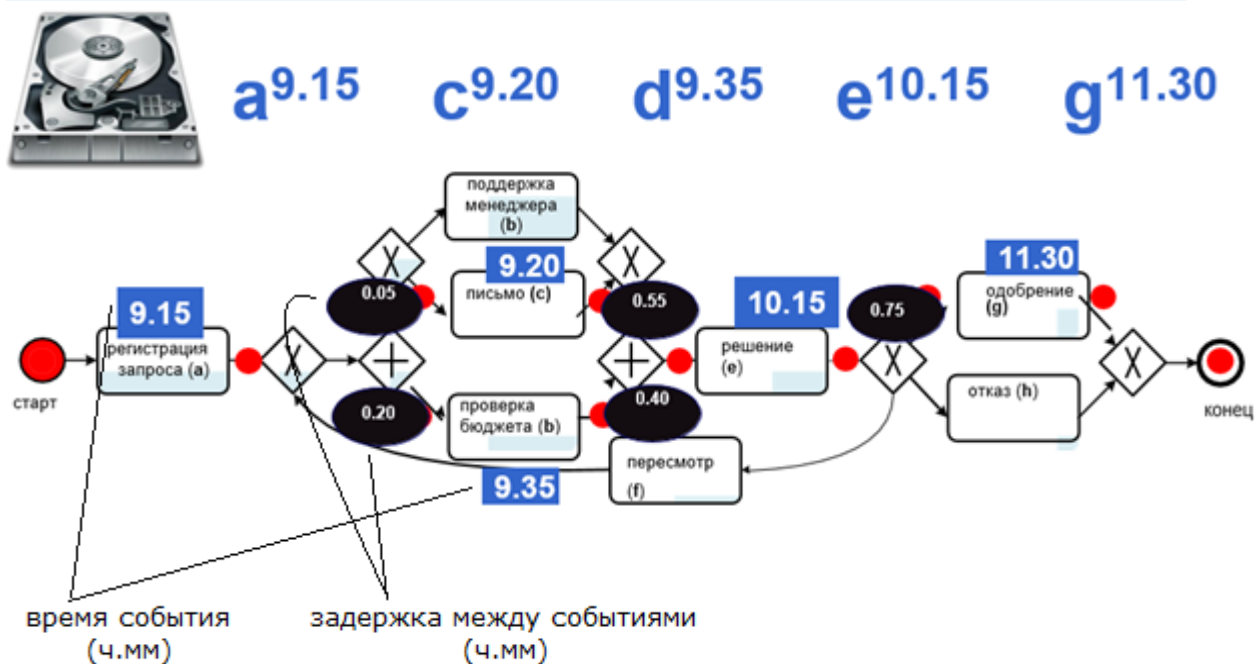 a9.15 c9.20 d9.35 e10.15 g11.30
поддержка
менеджера
(b)
9.20
11.30
0.05
письмо (c)
0.55
10.15
0.75
одобрение
(g)
9.15
регистрация
запроса (a)
решение
(e)
старт
0.20
проверка
бюджета (b)
0.40
отказ (h)
конец
пересмотр
(f)
9.35
время события
(ч.мм)
задержка между событиями
(ч.мм)